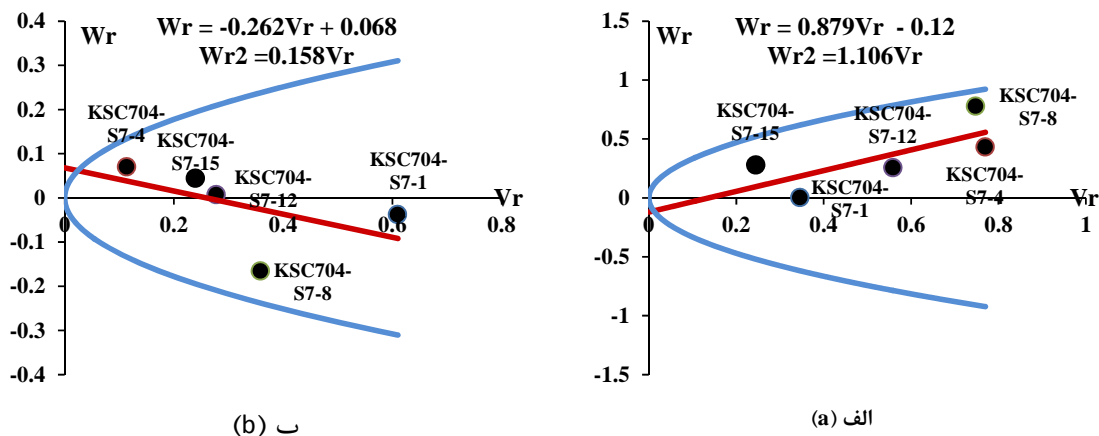 Wr = -0.262Vr + 0.068
Wr2 =0.158Vr
Wr
0.4
0.3
0.2
0.1
0
-0.1
-0.2
-0.3
-0.4
0
0.2
0.4
0.6
0.8
Vr
KSC704-
S7-4
KSC704-
S7-15
KSC704-
S7-12
KSC704-
S7-1
KSC704-
S7-8
ب (b)
Wr = 0.879Vr - 0.12
Wr2 =1.106Vr
Wr
1.5
1
0.5
0
-0.5
-1
-1.5
0
0.2
0.4
0.6
0.8
1
Vr
KSC704-
S7-15
KSC704-
S7-12
KSC704-
S7-8
KSC704-
S7-1
KSC704-
S7-4
الف (a)